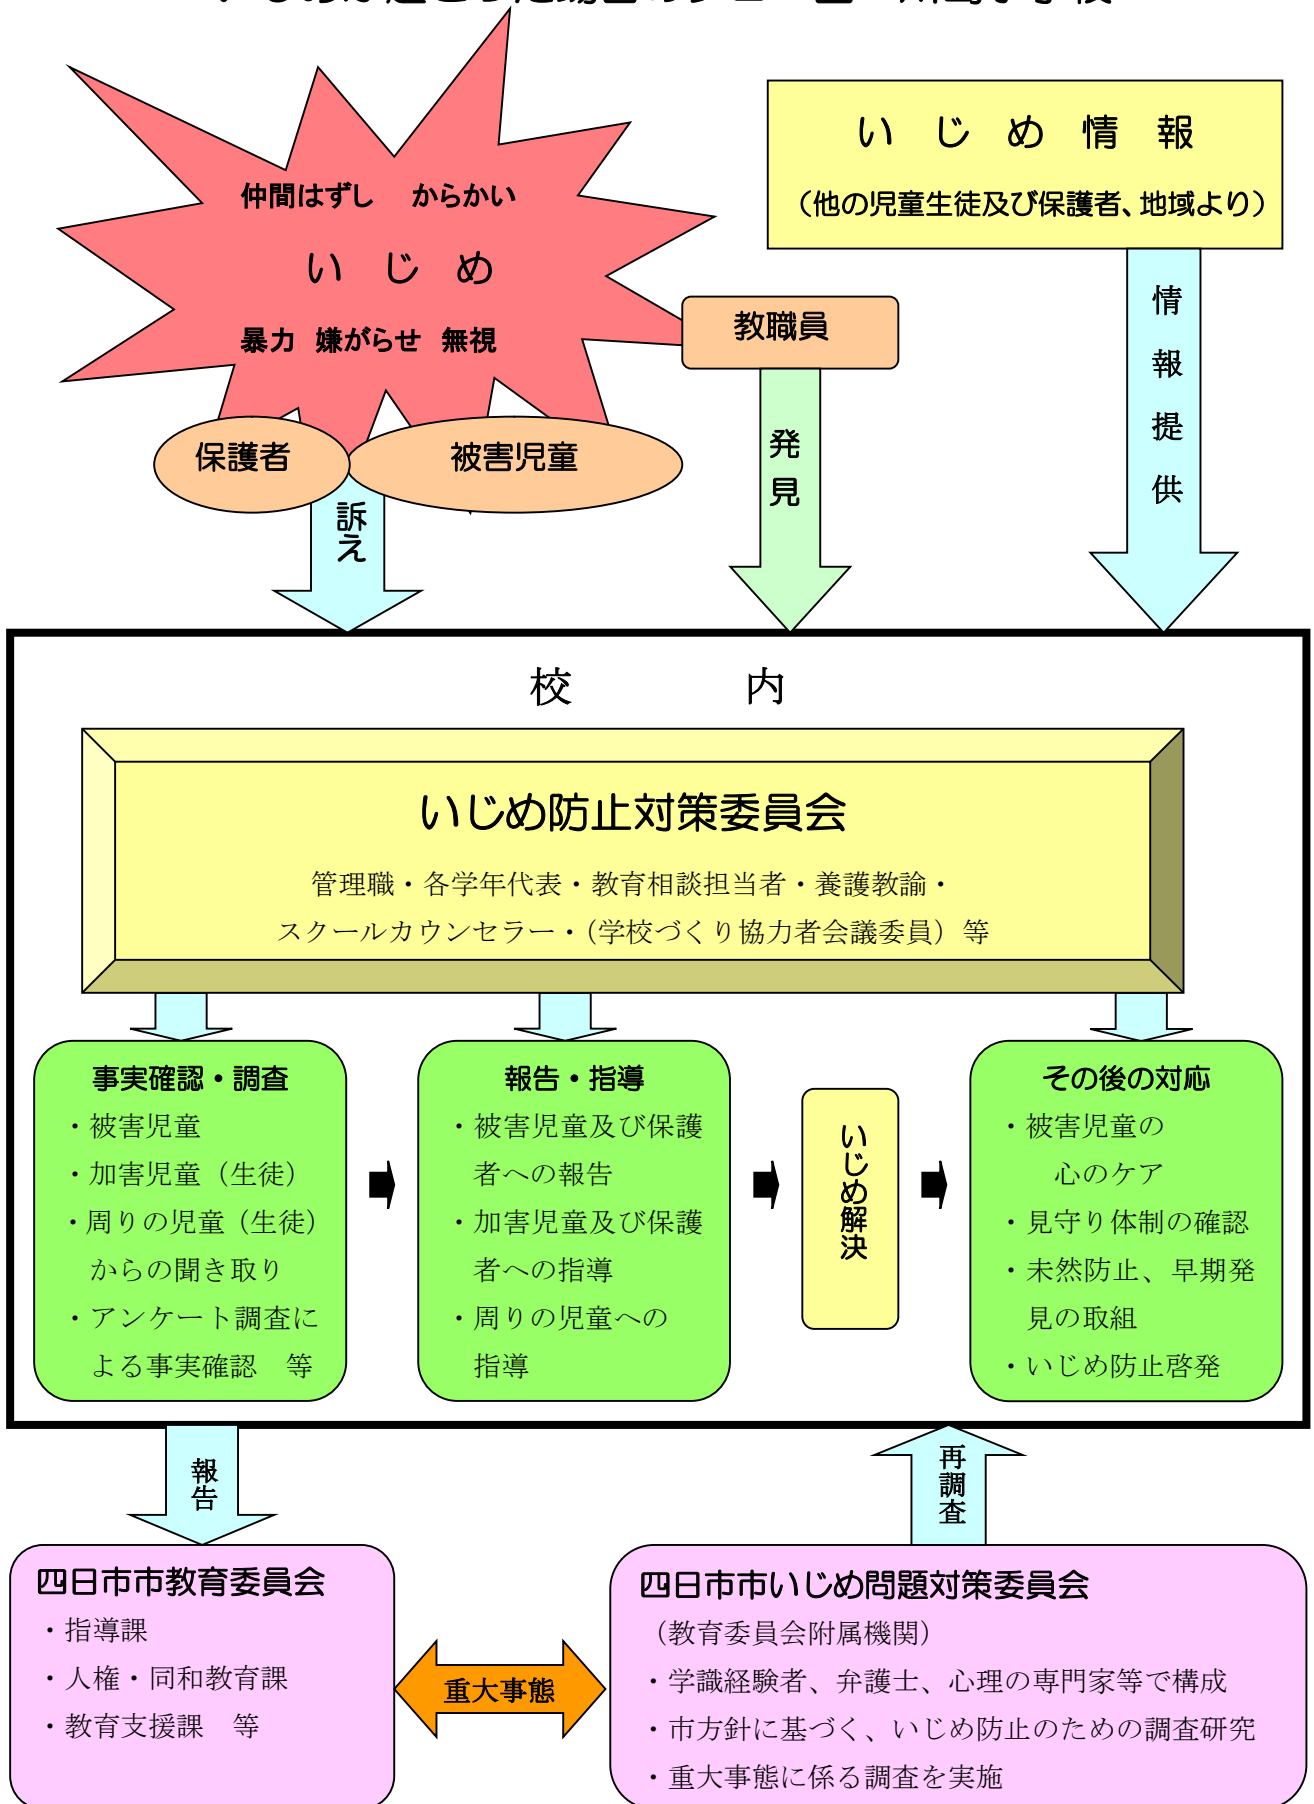 い　じ　め　情　報
（他の児童生徒及び保護者、地域より）
仲間はずし　からかい
い　じ　め
暴力　嫌がらせ　無視
教職員
保護者
被害児童
訴え
発見
情報提供
校　　　　内
いじめ防止対策委員会
管理職・各学年代表・教育相談担当者・養護教諭・
スクールカウンセラー・（学校づくり協力者会議委員）等
事実確認・調査
・被害児童
・加害児童（生徒）
・周りの児童（生徒）
からの聞き取り
・アンケート調査に
よる事実確認　等
報告・指導
・被害児童及び保護
者への報告
・加害児童及び保護
者への指導
・周りの児童への
指導
いじめ解決
その後の対応
・被害児童の
心のケア
・見守り体制の確認
・未然防止、早期発
見の取組
・いじめ防止啓発
報告
再調査
四日市市教育委員会
・指導課
・人権・同和教育課
・教育支援課　等
重大事態
四日市市いじめ問題対策委員会
（教育委員会附属機関）
・学識経験者、弁護士、心理の専門家等で構成
・市方針に基づく、いじめ防止のための調査研究
・重大事態に係る調査を実施